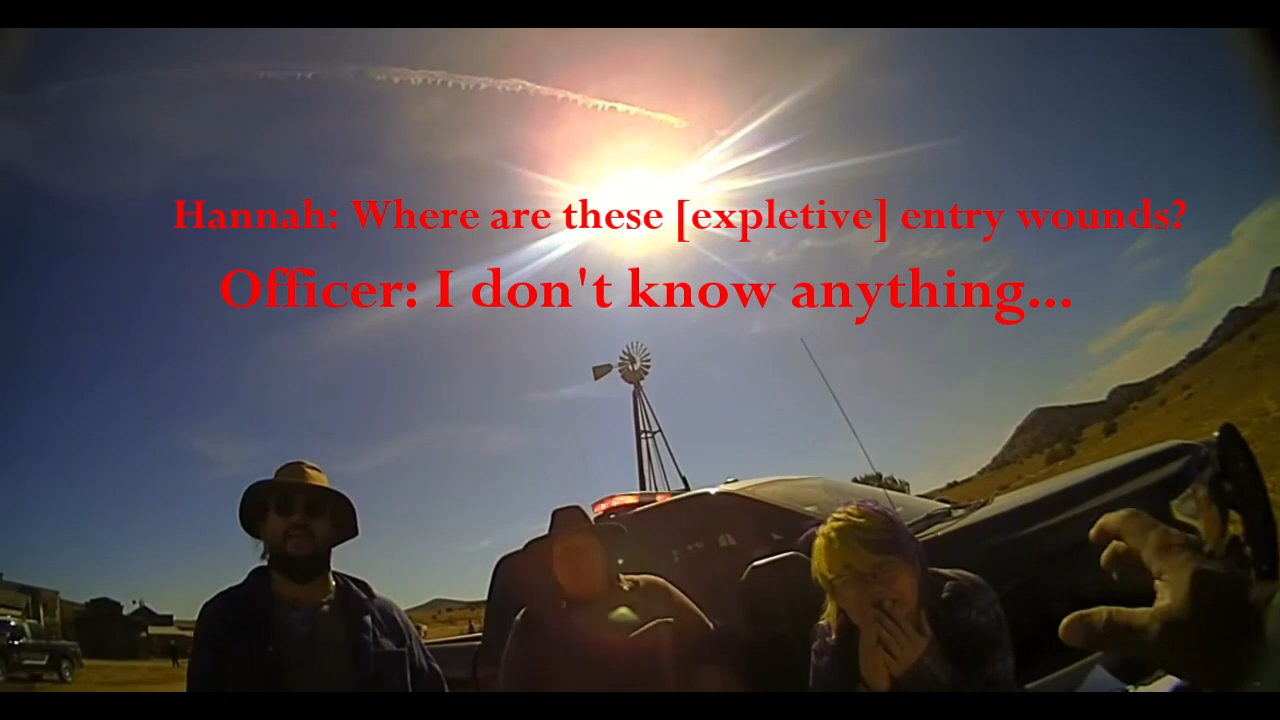 Hannah: Where are these [expletive] entry wounds?
Officer: I don't know anything...